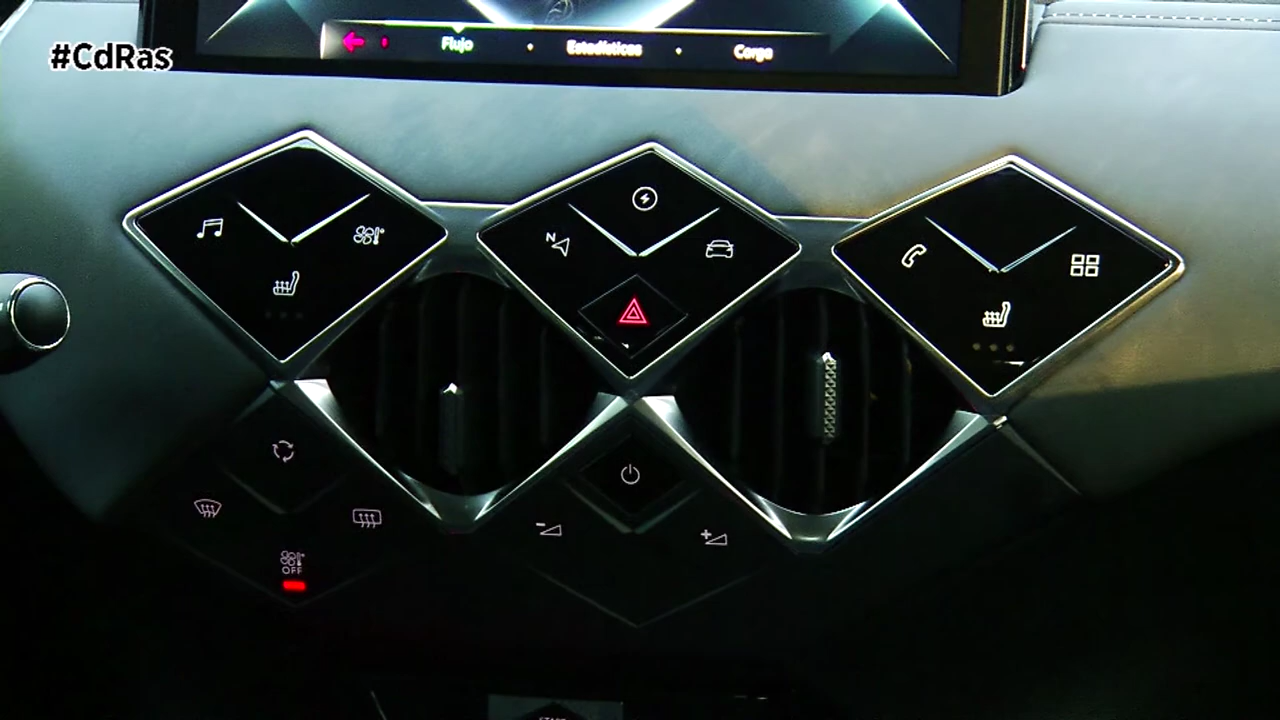 #CdRas
Flujo • Estadísticas • Carga
N
OFF